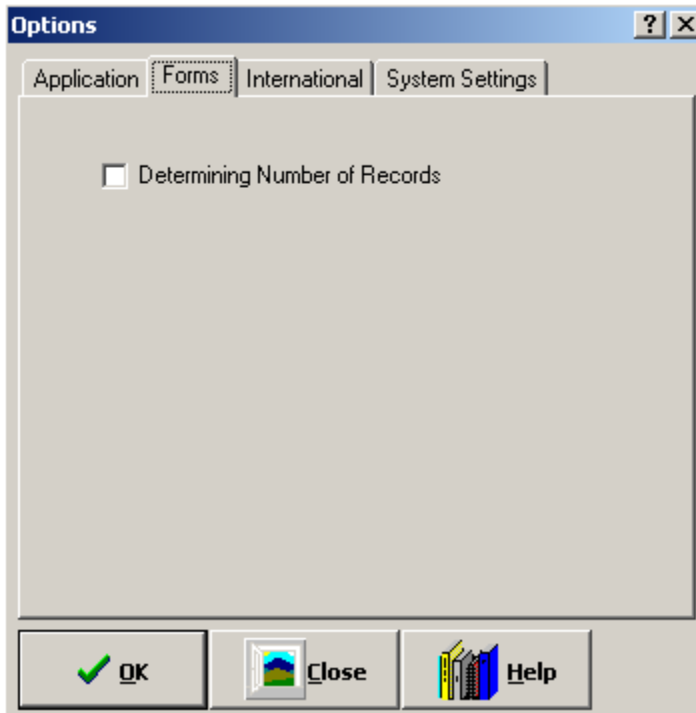 Options
Application Forms International System Settings
Determining Number of Records
OK Close Help